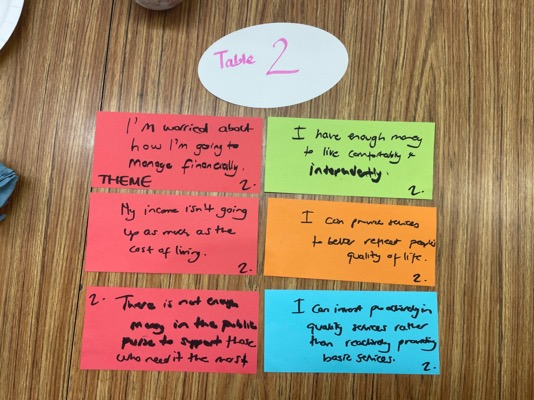 Table 2
I'm worried about
how I'm going to
manage financially.
THEME
2.
I have enough money
to live comfortably &
independently.
2.
My income isn't going
up as much as the
cost of living.
2.
I can services
to better reflect people's
quality of life.
2.
2. There is not enough
money in the public
purse to support those
who need it the most
I can invest proactively in
quality services rather
than reactively providing
basic services.
2.